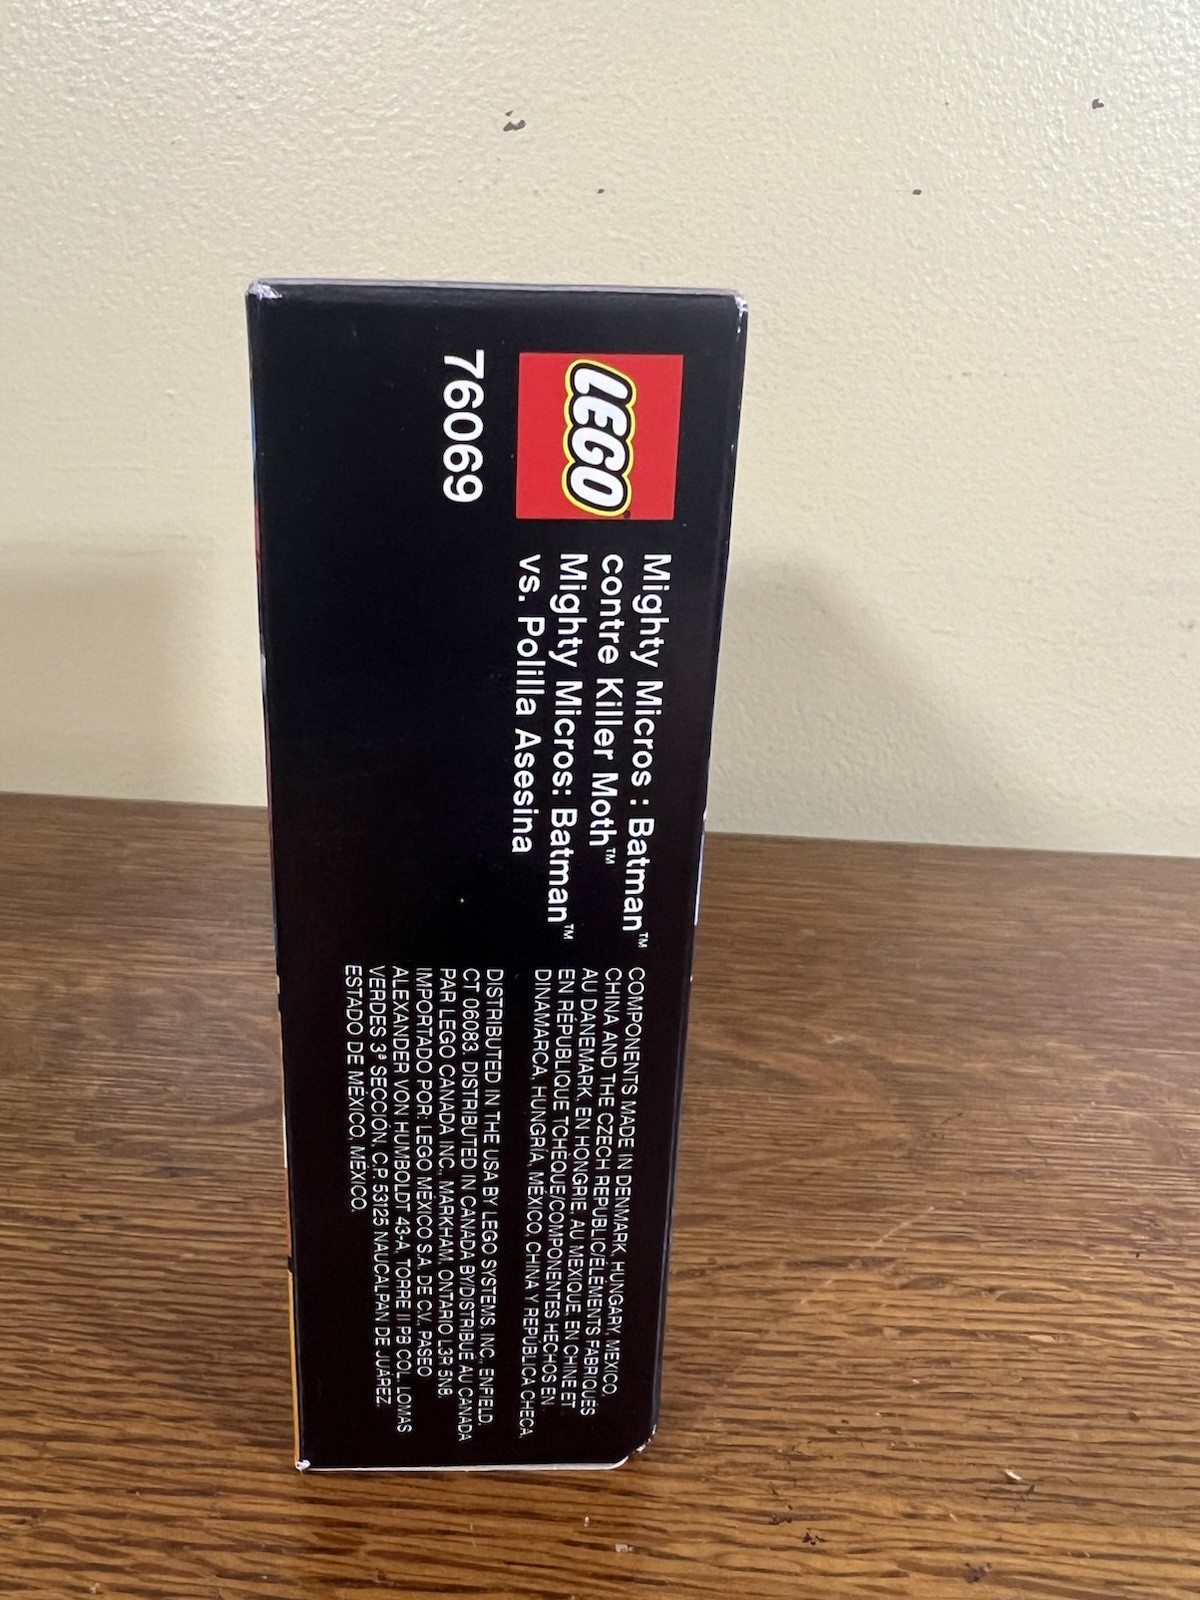 LEGO
76069
Mighty Micros : Batman™
contre Killer Moth™
Mighty Micros: Batman™
vs. Polilla Asesina
COMPONENTS MADE IN DENMARK, HUNGARY, MEXICO,
CHINA AND THE CZECH REPUBLIC/ÉLÉMENTS FABRIQUÉS
AU DANEMARK, EN HONGRIE, AU MEXIQUE, EN CHINE ET
EN RÉPUBLIQUE TCHÈQUE/COMPONENTES HECHOS EN
DINAMARCA, HUNGRÍA, MÉXICO, CHINA Y REPÚBLICA CHECA.
DISTRIBUTED IN THE USA BY LEGO SYSTEMS, INC., ENFIELD,
CT 06083. DISTRIBUTED IN CANADA BY/DISTRIBUÉ AU CANADA
PAR LEGO CANADA INC., MARKHAM, ONTARIO L3R 5N8.
IMPORTADO POR: LEGO MÉXICO S.A. DE C.V., PASEO
ALEXANDER VON HUMBOLDT 43-A, TORRE II PB COL. LOMAS
VERDES 3ª SECCIÓN, C.P. 53125 NAUCALPAN DE JUÁREZ,
ESTADO DE MÉXICO, MÉXICO.